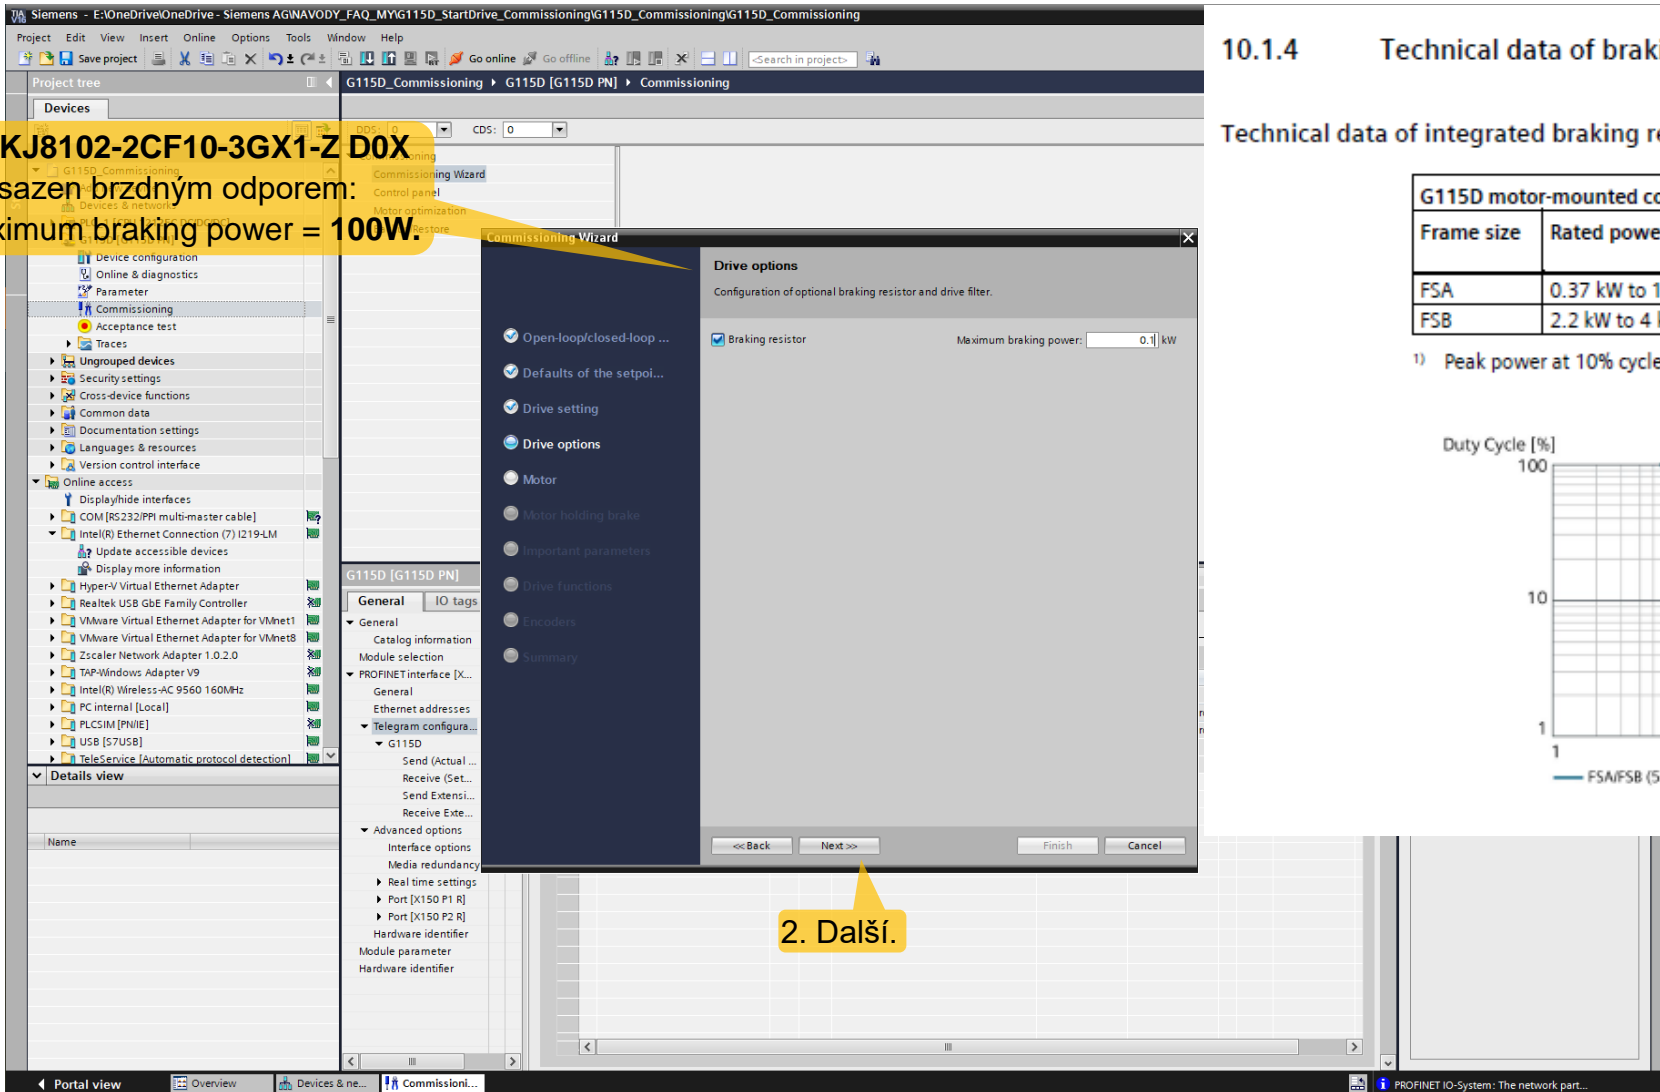 Siemens - E:\OneDrive\OneDrive - Siemens AG\NAVODY_FAQ_MY\G115D_StartDrive_Commissioning\G115D_Commissioning\G115D_Commissioning
Project Edit View Insert Online Options Tools Window Help
Save project Go online Go offline <Search in project>
Project tree
G115D_Commissioning G115D [G115D PN] Commissioning
Devices
DDS: 0 CDS: 0
KJ8102-2CF10-3GX1-Z D0X
sazen brzdným odporem:
ximum braking power = 100W.
G115D_Commissioning
Devices & networks
G115D [G115D PN]
Device configuration
Online & diagnostics
Parameter
Commissioning
Acceptance test
Traces
Ungrouped devices
Security settings
Cross-device functions
Common data
Documentation settings
Languages & resources
Version control interface
Online access
Display/hide interfaces
COM [RS232/PPI multi-master cable]
Intel(R) Ethernet Connection (7) I219-LM
Update accessible devices
Display more information
Hyper-V Virtual Ethernet Adapter
Realtek USB GbE Family Controller
VMware Virtual Ethernet Adapter for VMnet1
VMware Virtual Ethernet Adapter for VMnet8
Zscaler Network Adapter 1.0.2.0
TAP-Windows Adapter V9
Intel(R) Wireless-AC 9560 160MHz
PC internal [Local]
PLCSIM [PN/IE]
USB [S7USB]
TeleService [Automatic protocol detection]
Details view
Name
Commissioning
Commissioning Wizard
Control panel
Motor optimization
Commissioning Wizard
Drive options
Configuration of optional braking resistor and drive filter.
Open-loop/closed-loop ...
Defaults of the setpoi...
Drive setting
Drive options
Motor
Motor holding brake
Important parameters
Drive functions
Encoders
Summary
Braking resistor
Maximum braking power: 0.1 kW
<<Back Next>> Finish Cancel
2. Další.
G115D [G115D PN]
General IO tags
General
Catalog information
Module selection
PROFINET interface [X...
General
Ethernet addresses
Telegram configura...
G115D
Send (Actual ...
Receive (Set...
Send Extensi...
Receive Exte...
Advanced options
Interface options
Media redundancy
Real time settings
Port [X150 P1 R]
Port [X150 P2 R]
Hardware identifier
Module parameter
Hardware identifier
10.1.4 Technical data of braki
Technical data of integrated braking re
G115D motor-mounted co
Frame size Rated powe
FSA 0.37 kW to 1
FSB 2.2 kW to 4 k
1) Peak power at 10% cycle
Duty Cycle [%]
100
10
1
1
FSA/FSB (5
Portal view Overview Devices & ne... Commissioni... PROFINET IO-System: The network part...